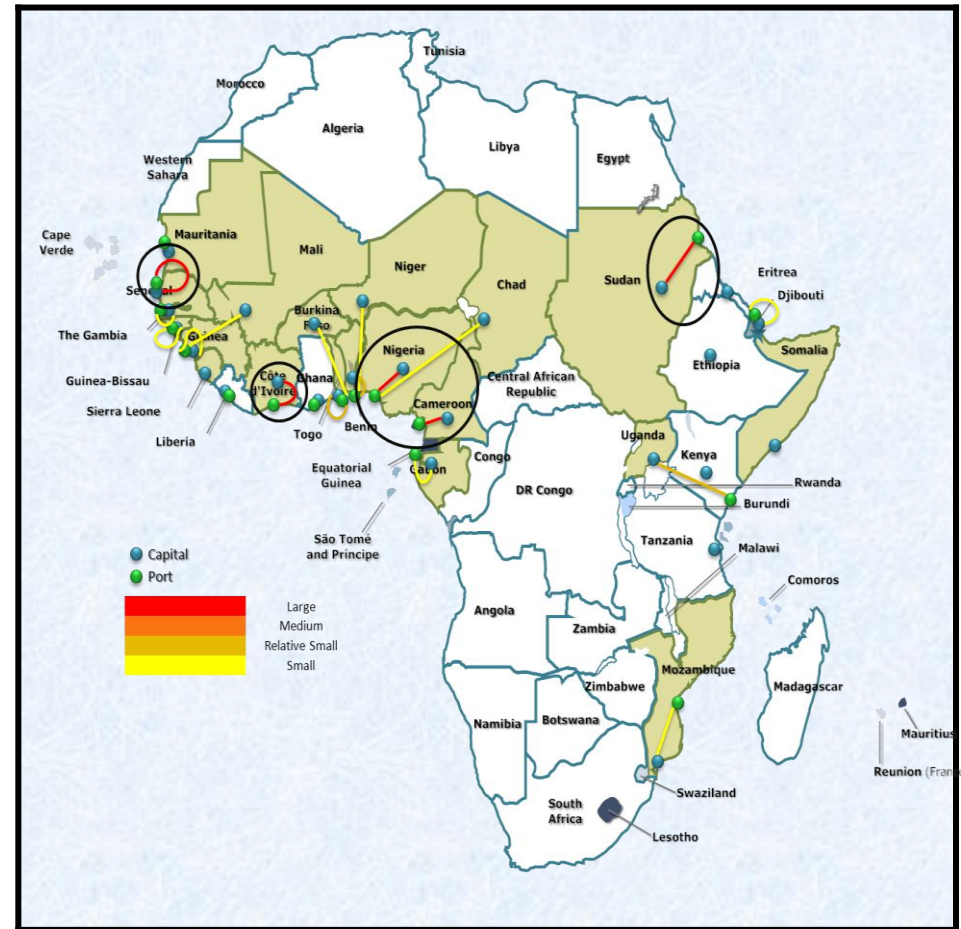 Tunisia
Morocco
Algeria
Libya
Egypt
Western
Sahara
Cape
Verde
Mauritania
Mali
Niger
Chad
Sudan
Eritrea
Djibouti
Senegal
The Gambia
Guinea
Guinea-Bissau
Sierra Leone
Liberia
Burkina
Faso
Côte
d'Ivoire
Ghana
Togo
Benin
Nigeria
Cameroon
Central African
Republic
Ethiopia
Somalia
Equatorial
Guinea
Gabon
Congo
São Tomé
and Príncipe
DR Congo
Uganda
Kenya
Rwanda
Burundi
Tanzania
Malawi
Comoros
Angola
Zambia
Mozambique
Zimbabwe
Madagascar
Namibia
Botswana
Mauritius
Reunion (Franc
Swaziland
South
Africa
Lesotho
Capital
Port
Large
Medium
Relative Small
Small